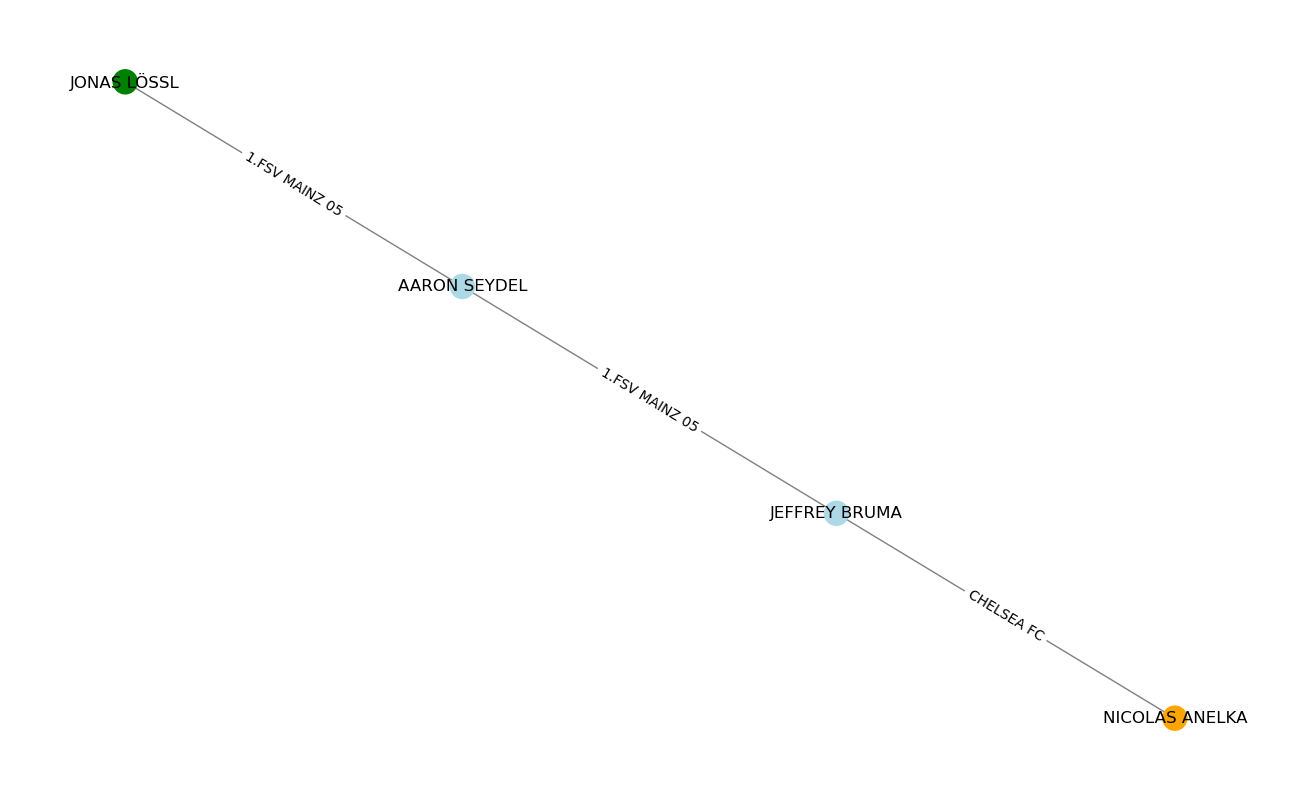 JONAS LÖSSL
1.FSV MAINZ 05
AARON SEYDEL
1.FSV MAINZ 05
JEFFREY BRUMA
CHELSEA FC
NICOLAS ANELKA